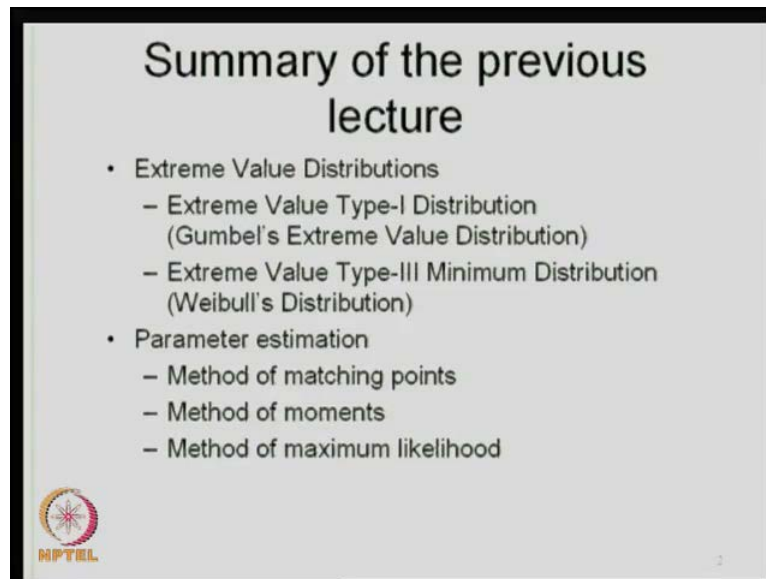 Summary of the previous
lecture
• Extreme Value Distributions
– Extreme Value Type-I Distribution
(Gumbel's Extreme Value Distribution)
– Extreme Value Type-III Minimum Distribution
(Weibull's Distribution)
• Parameter estimation
– Method of matching points
– Method of moments
– Method of maximum likelihood
NPTEL
2